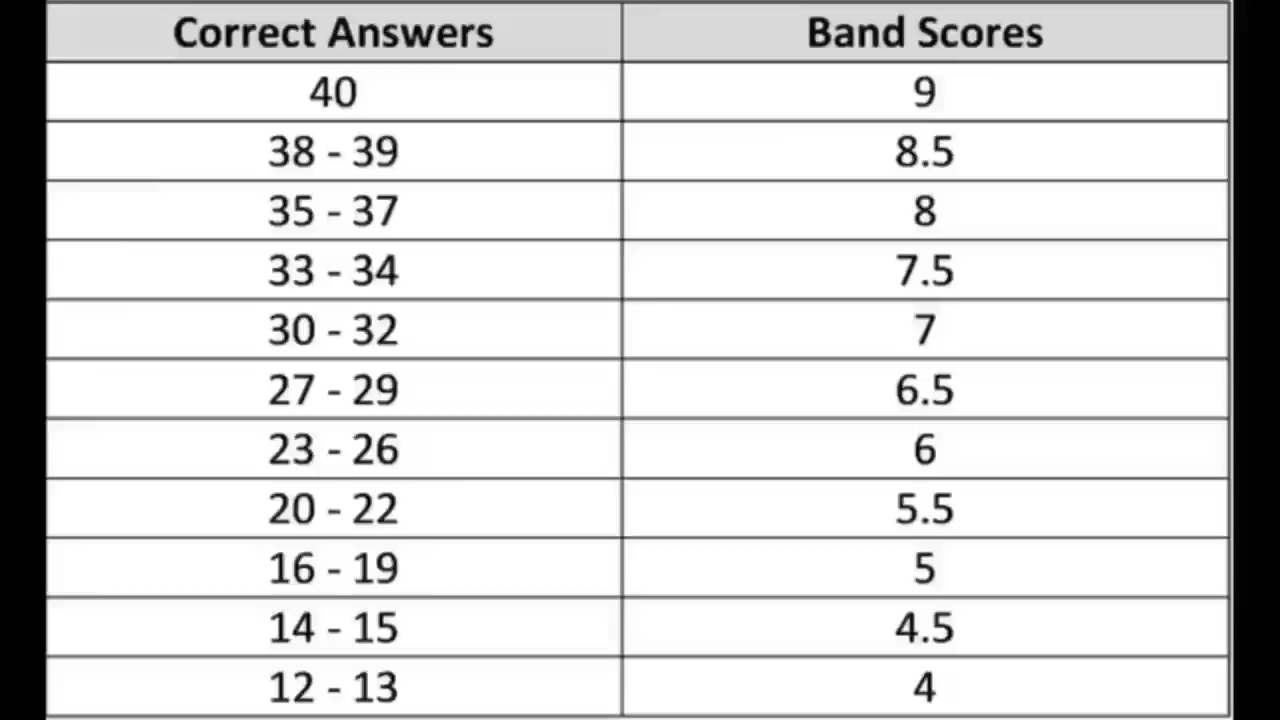 Correct Answers Band Scores
40 9
38 - 39 8.5
35 - 37 8
33 - 34 7.5
30 - 32 7
27 - 29 6.5
23 - 26 6
20 - 22 5.5
16 - 19 5
14 - 15 4.5
12 - 13 4